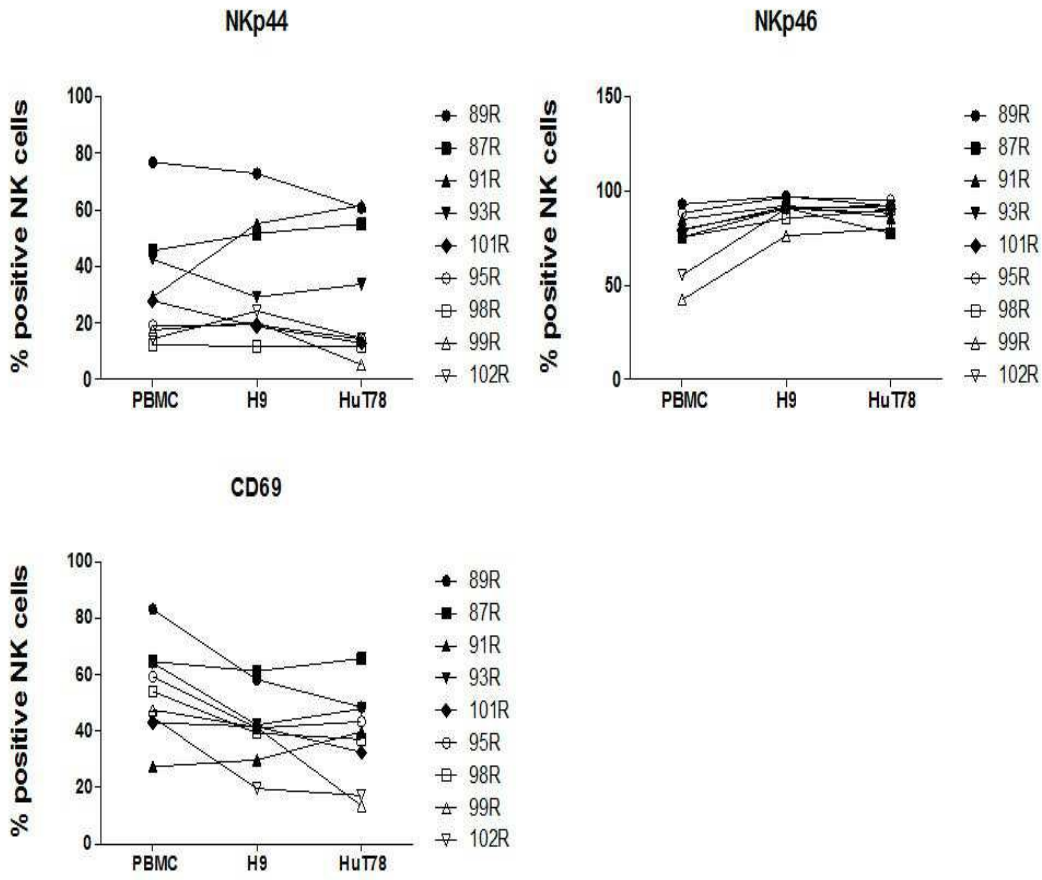 NKp44
% positive NK cells
100
80
60
40
20
0
PBMC H9 HuT78
89R
87R
91R
93R
101R
95R
98R
99R
102R
NKp46
% positive NK cells
150
100
50
0
PBMC H9 HuT78
89R
87R
91R
93R
101R
95R
98R
99R
102R
CD69
% positive NK cells
100
80
60
40
20
0
PBMC H9 HuT78
89R
87R
91R
93R
101R
95R
98R
99R
102R